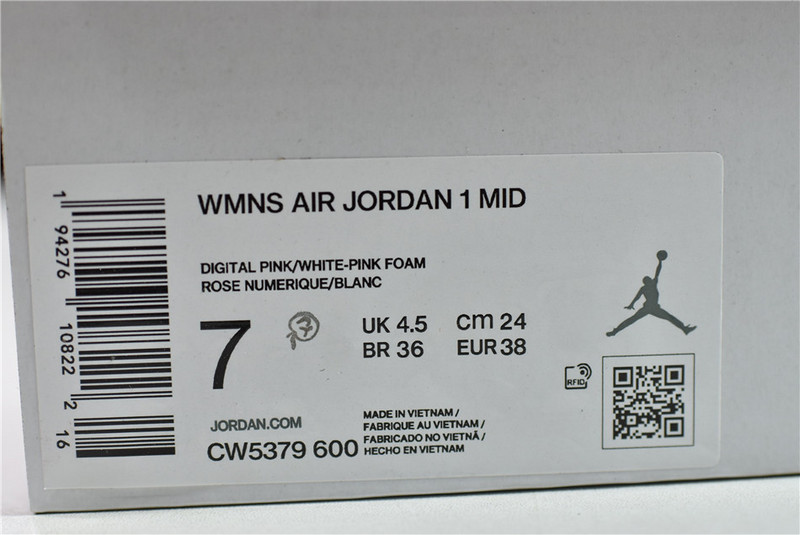 WMNS AIR JORDAN 1 MID
DIGITAL PINK/WHITE-PINK FOAM
ROSE NUMERIQUE/BLANC
7
UK 4.5 cm 24
BR 36 EUR 38
JORDAN.COM
CW5379 600
MADE IN VIETNAM /
FABRIQUE AU VIETNAM /
FABRICADO NO VIETNÃ /
HECHO EN VIETNAM
RFID
1 94276 10822 2 16